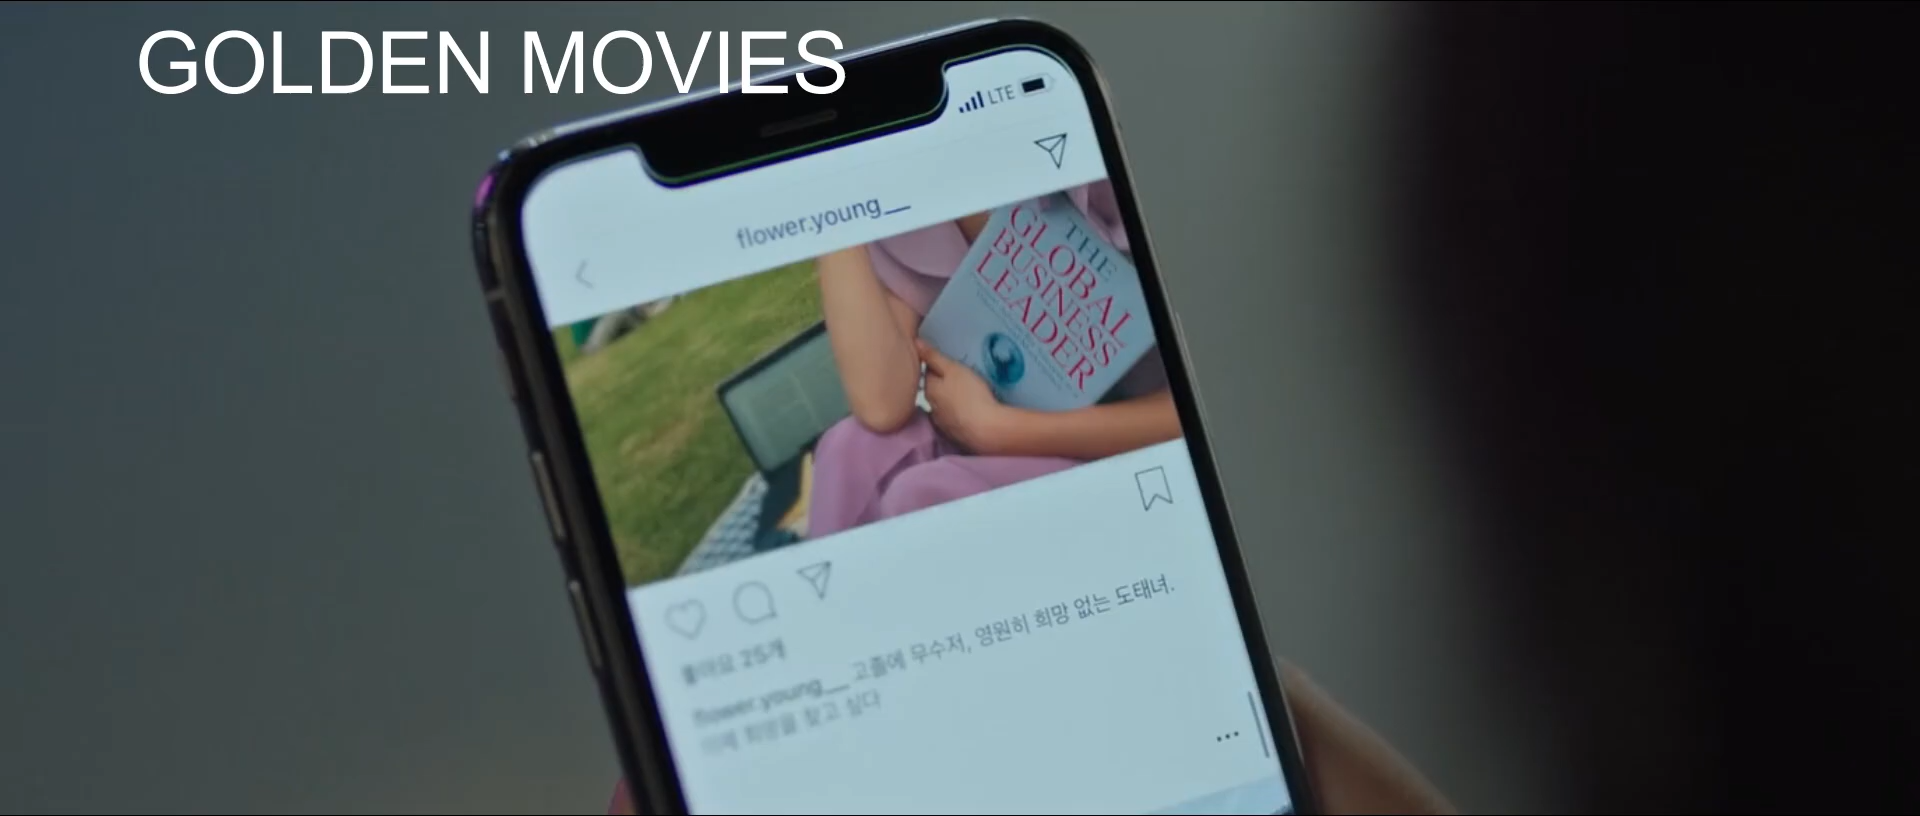 GOLDEN MOVIES
LTE
flower.young__
THE
GLOBAL
BUSINESS
LEADER
좋아요 25개
flower.young__ 고졸에 무수저, 영원히 희망 없는 도태녀.
이제 희망을 찾고 싶다